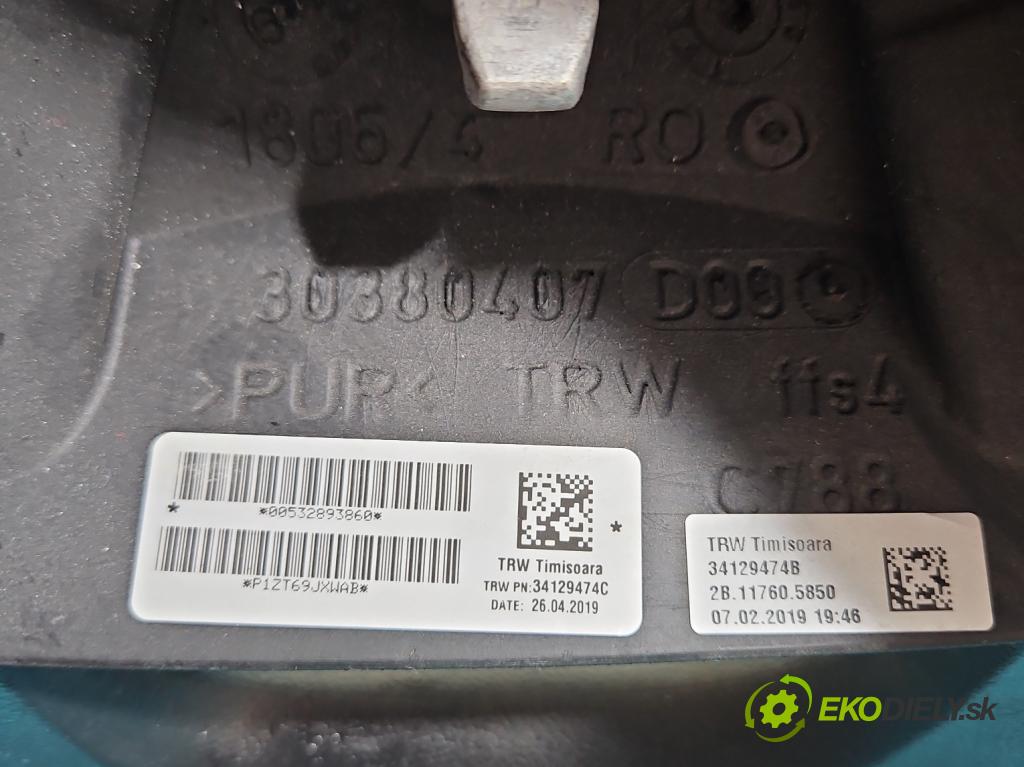 1806/4 RO
30380407 D09
>PUR< TRW ffs4
C788
*00532893860*
*P1ZT69JXWAB*
TRW Timisoara
TRW PN:34129474C
DATE: 26.04.2019
TRW Timisoara
34129474B
2B.11760.5850
07.02.2019 19:46
EKODIELY.sk